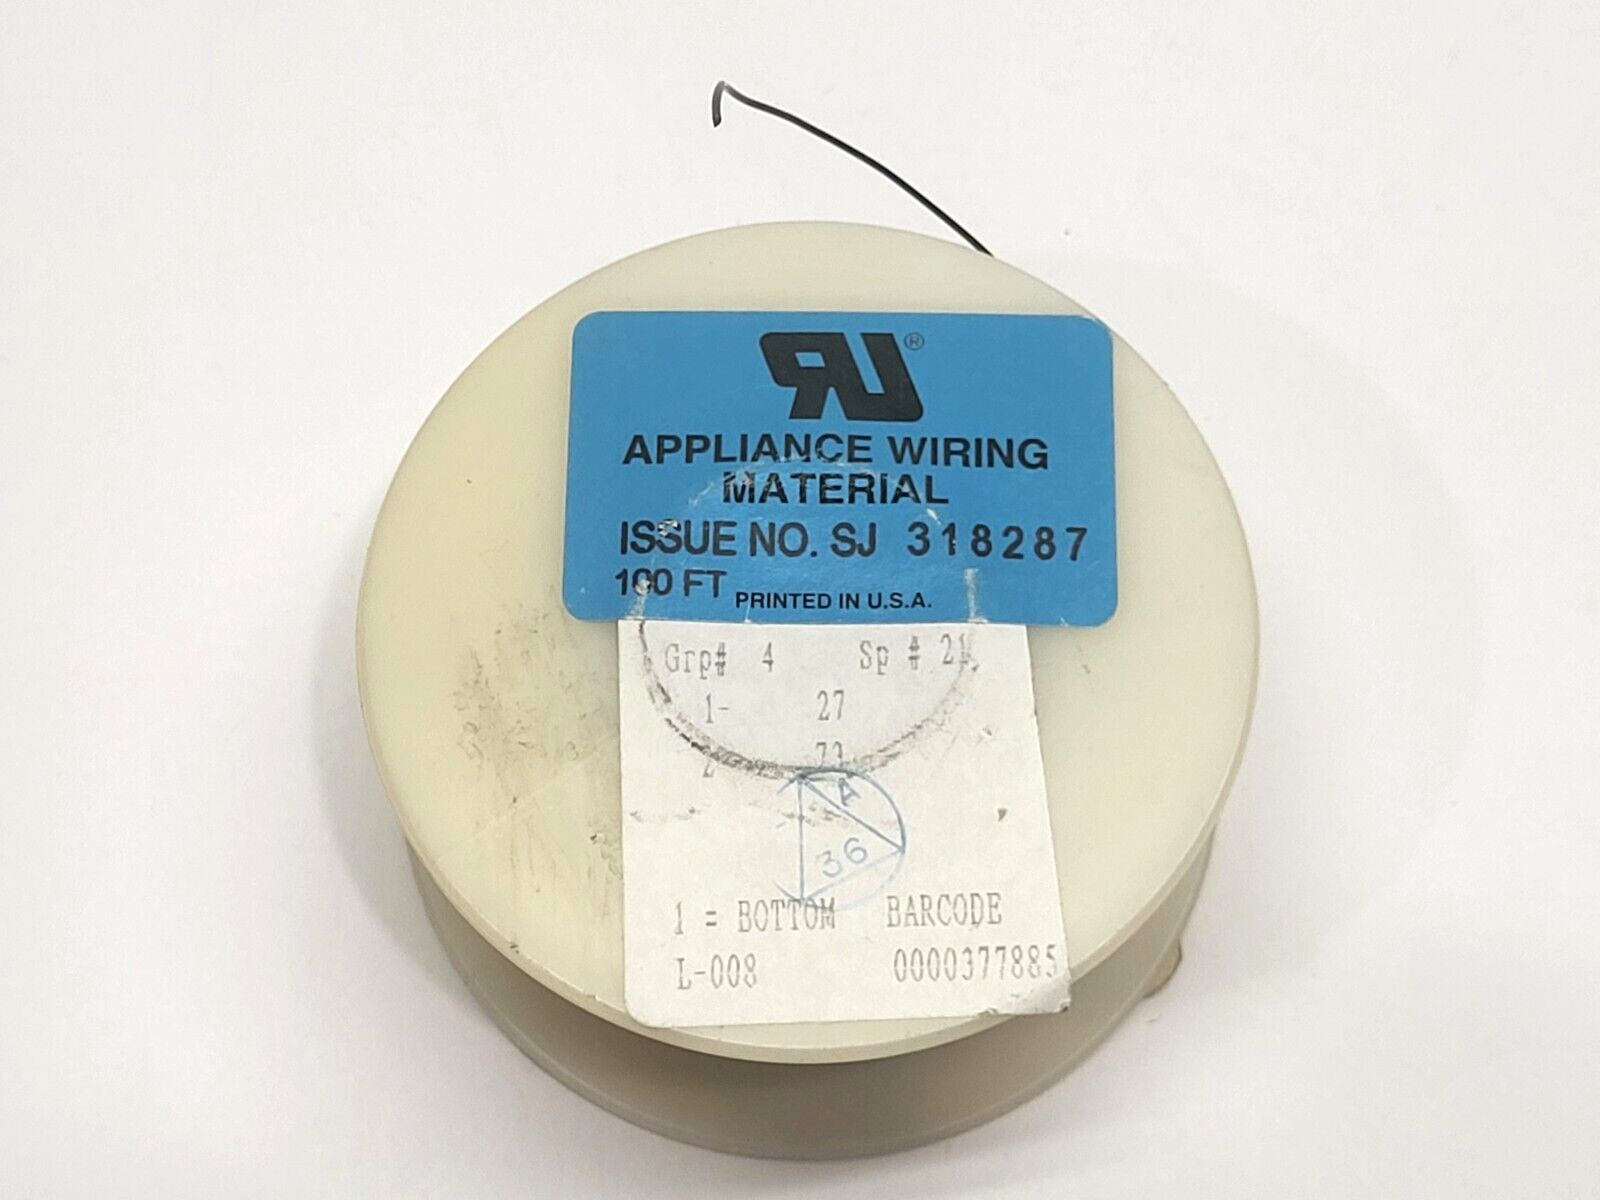 RU®
APPLIANCE WIRING
MATERIAL
ISSUE NO. SJ 318287
100 FT PRINTED IN U.S.A.
Grp# 4 Sp # 21
1- 27
A
36
1 = BOTTOM BARCODE
L-008 0000377885